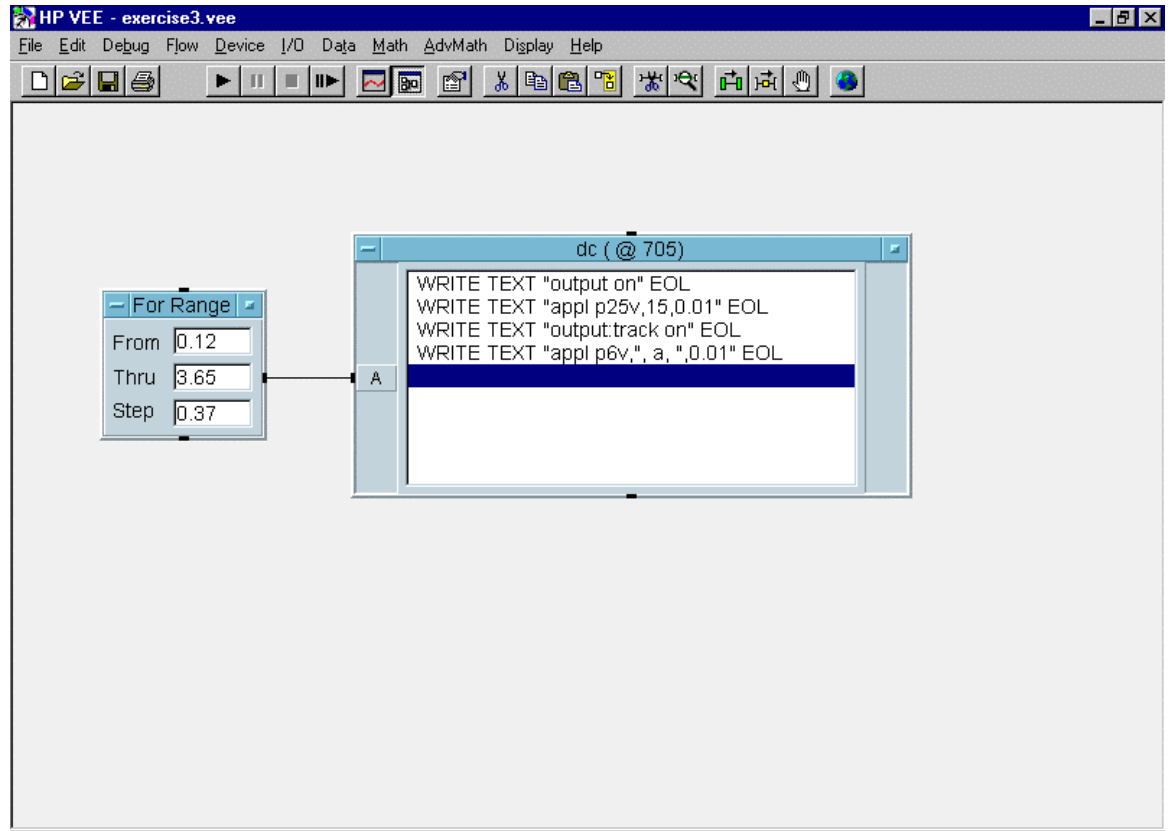 HP VEE - exercise3.vee
File Edit Debug Flow Device I/O Data Math AdvMath Display Help
dc ( @ 705)
WRITE TEXT "output on" EOL
WRITE TEXT "appl p25v,15,0.01" EOL
WRITE TEXT "output:track on" EOL
WRITE TEXT "appl p6v,", a, ",0.01" EOL
For Range
From 0.12
Thru 3.65
A
Step 0.37